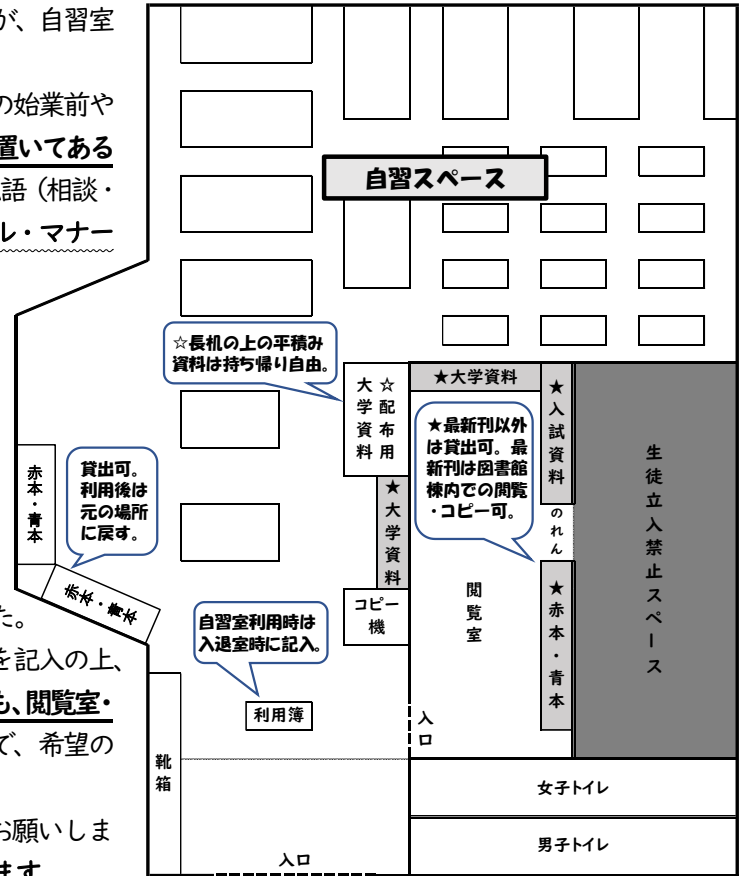 が、自習室
の始業前や
置いてある
語（相談・
ル・マナー
た。
を記入の上、
も、閲覧室・
で、希望の
お願いしま
ます。
自習スペース
☆長机の上の平積み
資料は持ち帰り自由。
☆配布用
大学資料
★大学資料
★入試資料
★最新刊以外
は貸出可。最
新刊は図書館
棟内での閲覧
・コピー可。
生徒立入禁止スペース
赤本・青本
貸出可。
利用後は
元の場所
に戻す。
★大学資料
のれん
赤本・青本
コピー
機
閲覧室
★赤本・青本
自習室利用時は
入退室時に記入。
利用簿
入口
靴箱
女子トイレ
男子トイレ
入口